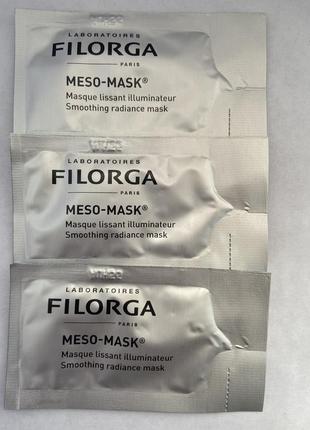 LABORATOIRES
FILORGA
PARIS
MESO-MASK®
Masque lissant illuminateur
Smoothing radiance mask
LABORATOIRES
FILORGA
PARIS
MESO-MASK®
Masque lissant illuminateur
Smoothing radiance mask
LABORATOIRES
FILORGA
PARIS
MESO-MASK®
Masque lissant illuminateur
Smoothing radiance mask